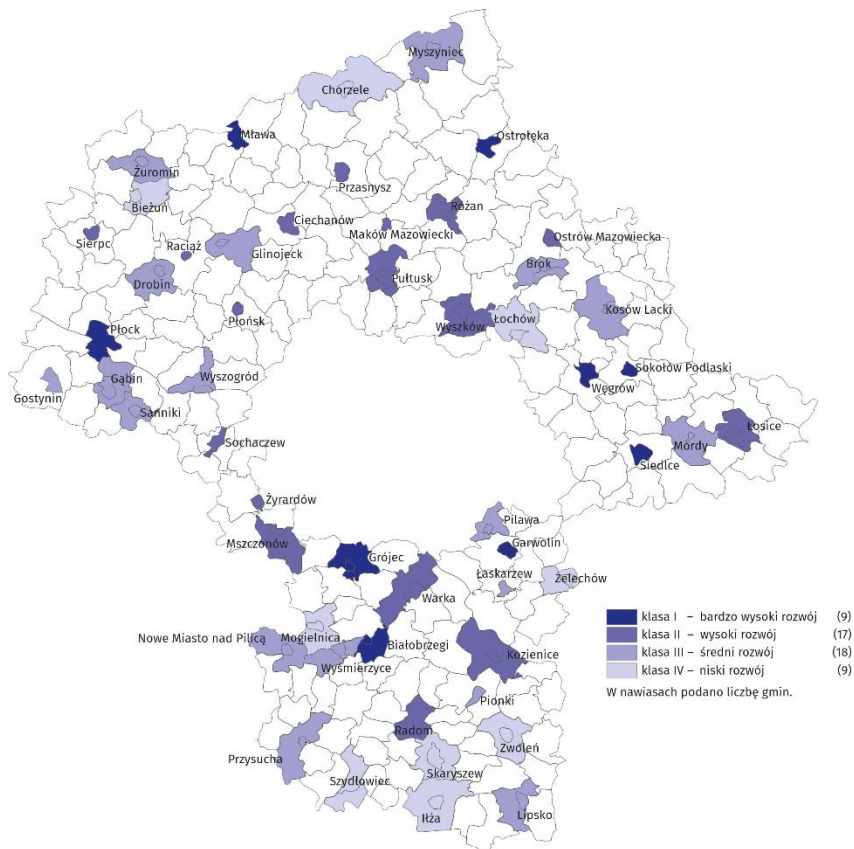 Myszyniec
Chorzele
Mława
Ostrołęka
Żuromin
Przasnysz
Bieżuń
Różan
Ciechanów
Sierpc
Raciąż
Maków Mazowiecki
Ostrów Mazowiecka
Glinojeck
Brok
Drobin
Pułtusk
Kosów Lacki
Płońsk
Wyszków
Łochów
Płock
Sokołów Podlaski
Gąbin
Wyszogród
Węgrów
Gostynin
Sanniki
Łosice
Sochaczew
Mordy
Siedlce
Żyrardów
Pilawa
Mszczonów
Garwolin
Grójec
Łaskarzew
Żelechów
Warka
Nowe Miasto nad Pilicą
Mogielnica
Białobrzegi
Kozienice
Wyśmierzyce
Pionki
Radom
Zwoleń
Przysucha
Skaryszew
Szydłowiec
Iłża
Lipsko
klasa I – bardzo wysoki rozwój (9)
klasa II – wysoki rozwój (17)
klasa III – średni rozwój (18)
klasa IV – niski rozwój (9)
W nawiasach podano liczbę gmin.